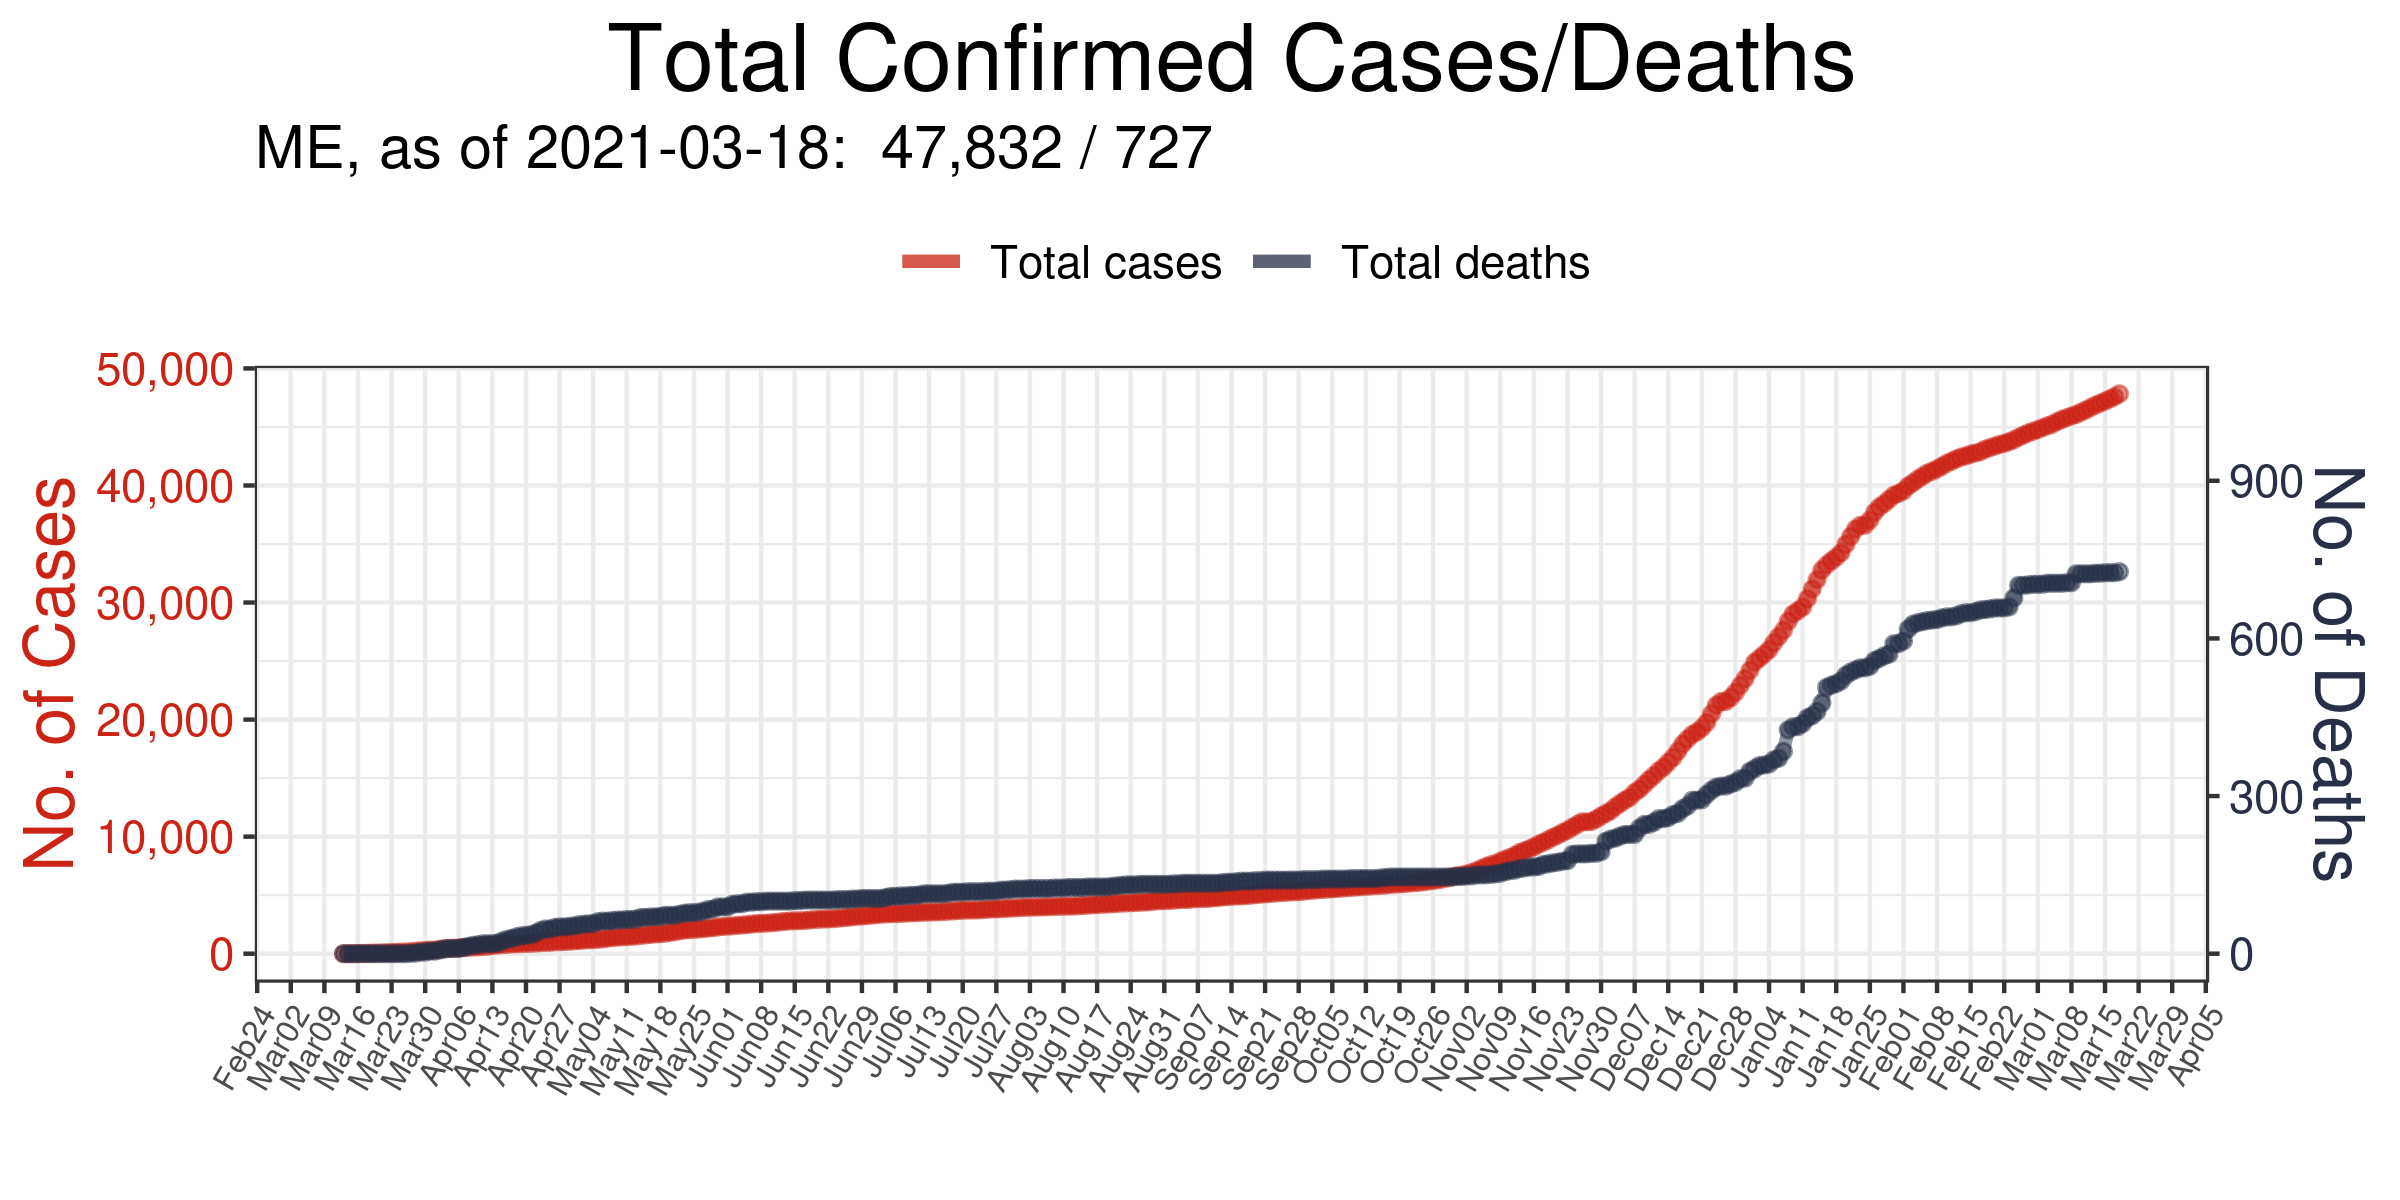 Total Confirmed Cases/Deaths
ME, as of 2021-03-18:  47,832 / 727
Total cases
Total deaths
No. of Cases
50,000
40,000
30,000
20,000
10,000
0
900
600
300
0
No. of Deaths
Feb24
Mar02
Mar09
Mar16
Mar23
Mar30
Apr06
Apr13
Apr20
Apr27
May04
May11
May18
May25
Jun01
Jun08
Jun15
Jun22
Jun29
Jul06
Jul13
Jul20
Jul27
Aug03
Aug10
Aug17
Aug24
Aug31
Sep07
Sep14
Sep21
Sep28
Oct05
Oct12
Oct19
Oct26
Nov02
Nov09
Nov16
Nov23
Nov30
Dec07
Dec14
Dec21
Dec28
Jan04
Jan11
Jan18
Jan25
Feb01
Feb08
Feb15
Feb22
Mar01
Mar08
Mar15
Mar22
Mar29
Apr05